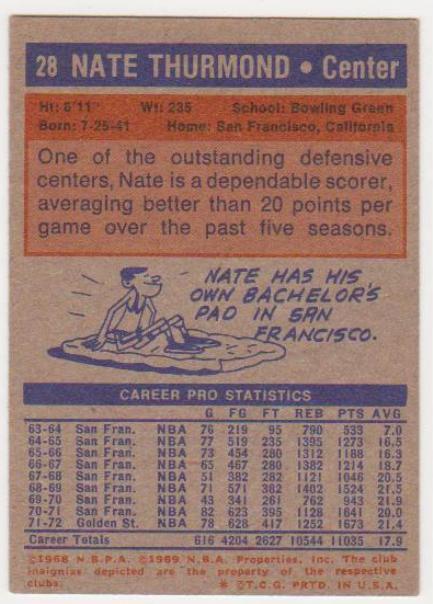 28 NATE THURMOND • Center
Ht: 6'11" Wt: 235 School: Bowling Green
Born: 7-25-41 Home: San Francisco, California
One of the outstanding defensive
centers, Nate is a dependable scorer,
averaging better than 20 points per
game over the past five seasons.
NATE HAS HIS
OWN BACHELOR'S
PAD IN SAN
FRANCISCO.
CAREER PRO STATISTICS
G FG FT REB PTS AVG
63-64 San Fran. NBA 76 219 95 790 533 7.0
64-65 San Fran. NBA 77 519 235 1395 1273 16.5
65-66 San Fran. NBA 73 454 280 1312 1188 16.3
66-67 San Fran. NBA 65 467 280 1382 1214 18.7
67-68 San Fran. NBA 51 382 282 1121 1046 20.5
68-69 San Fran. NBA 71 571 382 1402 1524 21.5
69-70 San Fran. NBA 43 341 261 762 943 21.9
70-71 San Fran. NBA 82 623 395 1128 1641 20.0
71-72 Golden St. NBA 78 628 417 1252 1673 21.4
Career Totals 616 4204 2627 10544 11035 17.9
©1968 N.B.P.A. ©1969 N.B.A. Properties, Inc. The club
insignias depicted are the property of the respective
clubs. * ©T.C.G. PRTD. IN U.S.A.